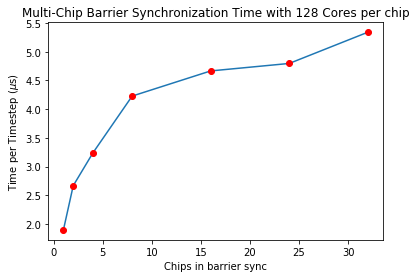 Multi-Chip Barrier Synchronization Time with 128 Cores per chip
5.5
5.0
4.5
4.0
3.5
3.0
2.5
2.0
Time per Timestep (μs)
0 5 10 15 20 25 30
Chips in barrier sync